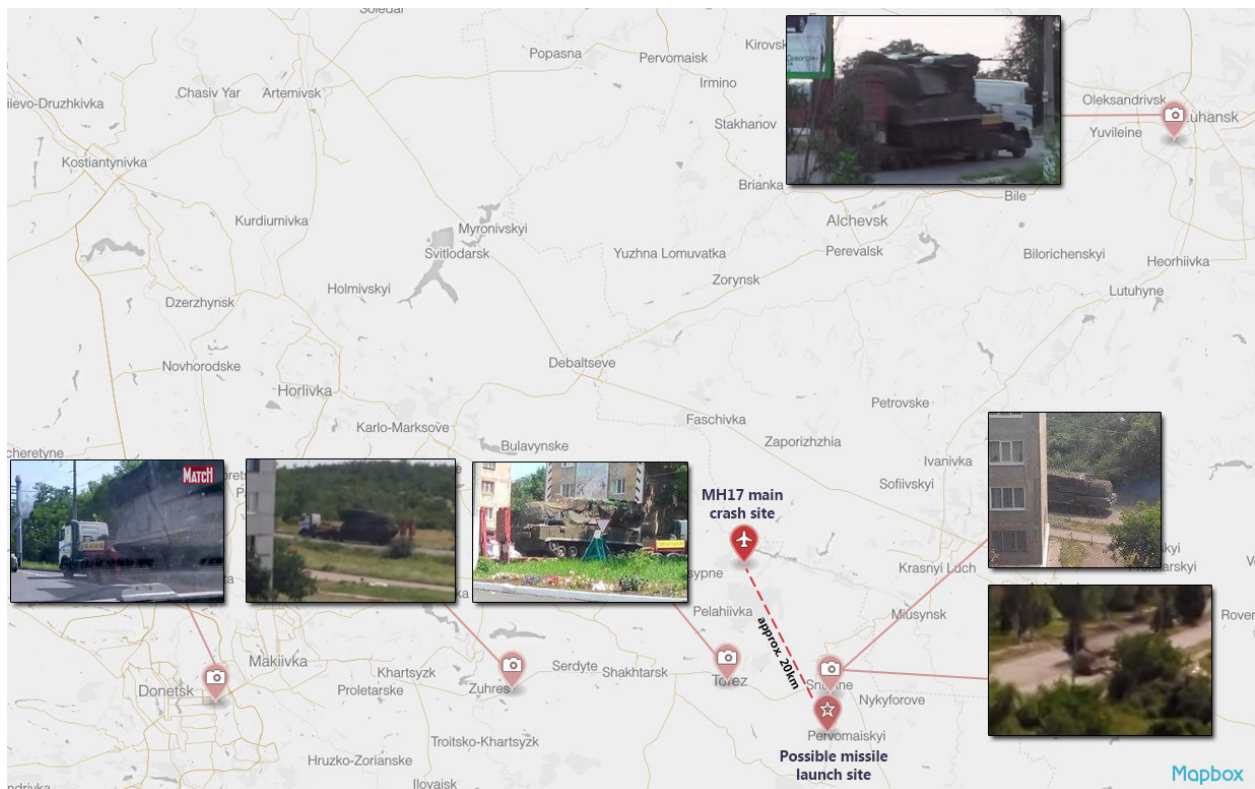 Soledar
Popasna
Pervomaisk
Irmino
Chasiv Yar
Artemivsk
Stakhanov
Oleksandrivsk
Luhansk
Yuvileine
Kostiantynivka
Brianka
Bile
Kurdiumivka
Alchevsk
Myronivskyi
Svitlodarsk
Yuzhna Lomuvatka
Perevalsk
Bilorichenskyi
Heorhiivka
Holmivskyi
Zorynsk
Lutuhyne
Dzerzhynsk
Debaltseve
Novhorodske
Horlivka
Petrovske
Karlo-Marksove
Faschivka
Zaporizhzhia
Bulavynske
Ivanivka
MATCH
Sofiivskyi
MH17 main
crash site
Krasnyi Luch
Pelahiivka
Miusynsk
approx. 20km
Makiivka
Khartsyzk
Serdyte
Shakhtarsk
Donetsk
Proletarske
Zuhres
Torez
Nykyforove
Pervomaiskyi
Troitsko-Khartsyzk
Possible missile
launch site
Hruzko-Zorianske
Ilovaisk
Mapbox